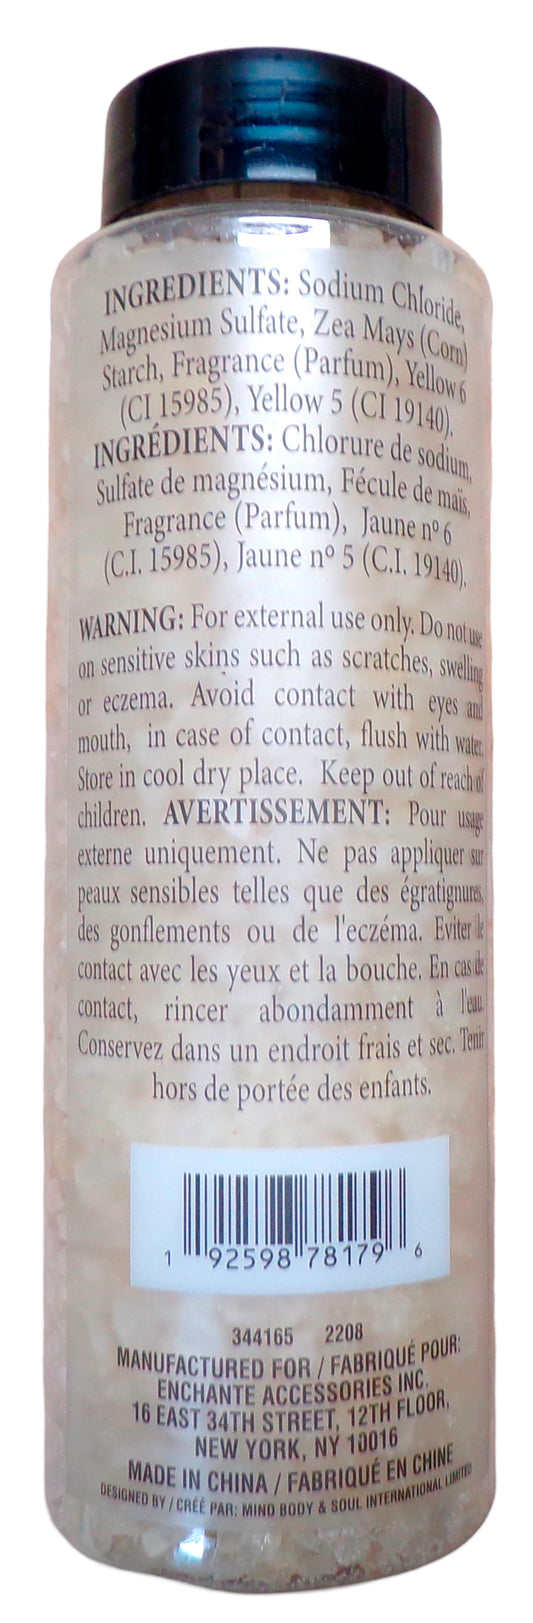 INGREDIENTS: Sodium Chloride,
Magnesium Sulfate, Zea Mays (Corn)
Starch, Fragrance (Parfum), Yellow 6
(CI 15985), Yellow 5 (CI 19140).
INGRÉDIENTS: Chlorure de sodium,
Sulfate de magnésium, Fécule de maïs,
Fragrance (Parfum), Jaune nº 6
(C.I. 15985), Jaune nº 5 (C.I. 19140).
WARNING: For external use only. Do not use
on sensitive skins such as scratches, swelling
or eczema. Avoid contact with eyes and
mouth, in case of contact, flush with water.
Store in cool dry place. Keep out of reach of
children. AVERTISSEMENT: Pour usage
externe uniquement. Ne pas appliquer sur
peaux sensibles telles que des égratignures,
des gonflements ou de l'eczéma. Eviter le
contact avec les yeux et la bouche. En cas de
contact, rincer abondamment à l'eau.
Conservez dans un endroit frais et sec. Tenir
hors de portée des enfants.
1 92598 78179 6
344165 2208
MANUFACTURED FOR / FABRIQUÉ POUR:
ENCHANTE ACCESSORIES INC.
16 EAST 34TH STREET, 12TH FLOOR,
NEW YORK, NY 10016
MADE IN CHINA / FABRIQUÉ EN CHINE
DESIGNED BY / CRÉÉ PAR: MIND BODY & SOUL INTERNATIONAL LIMITED